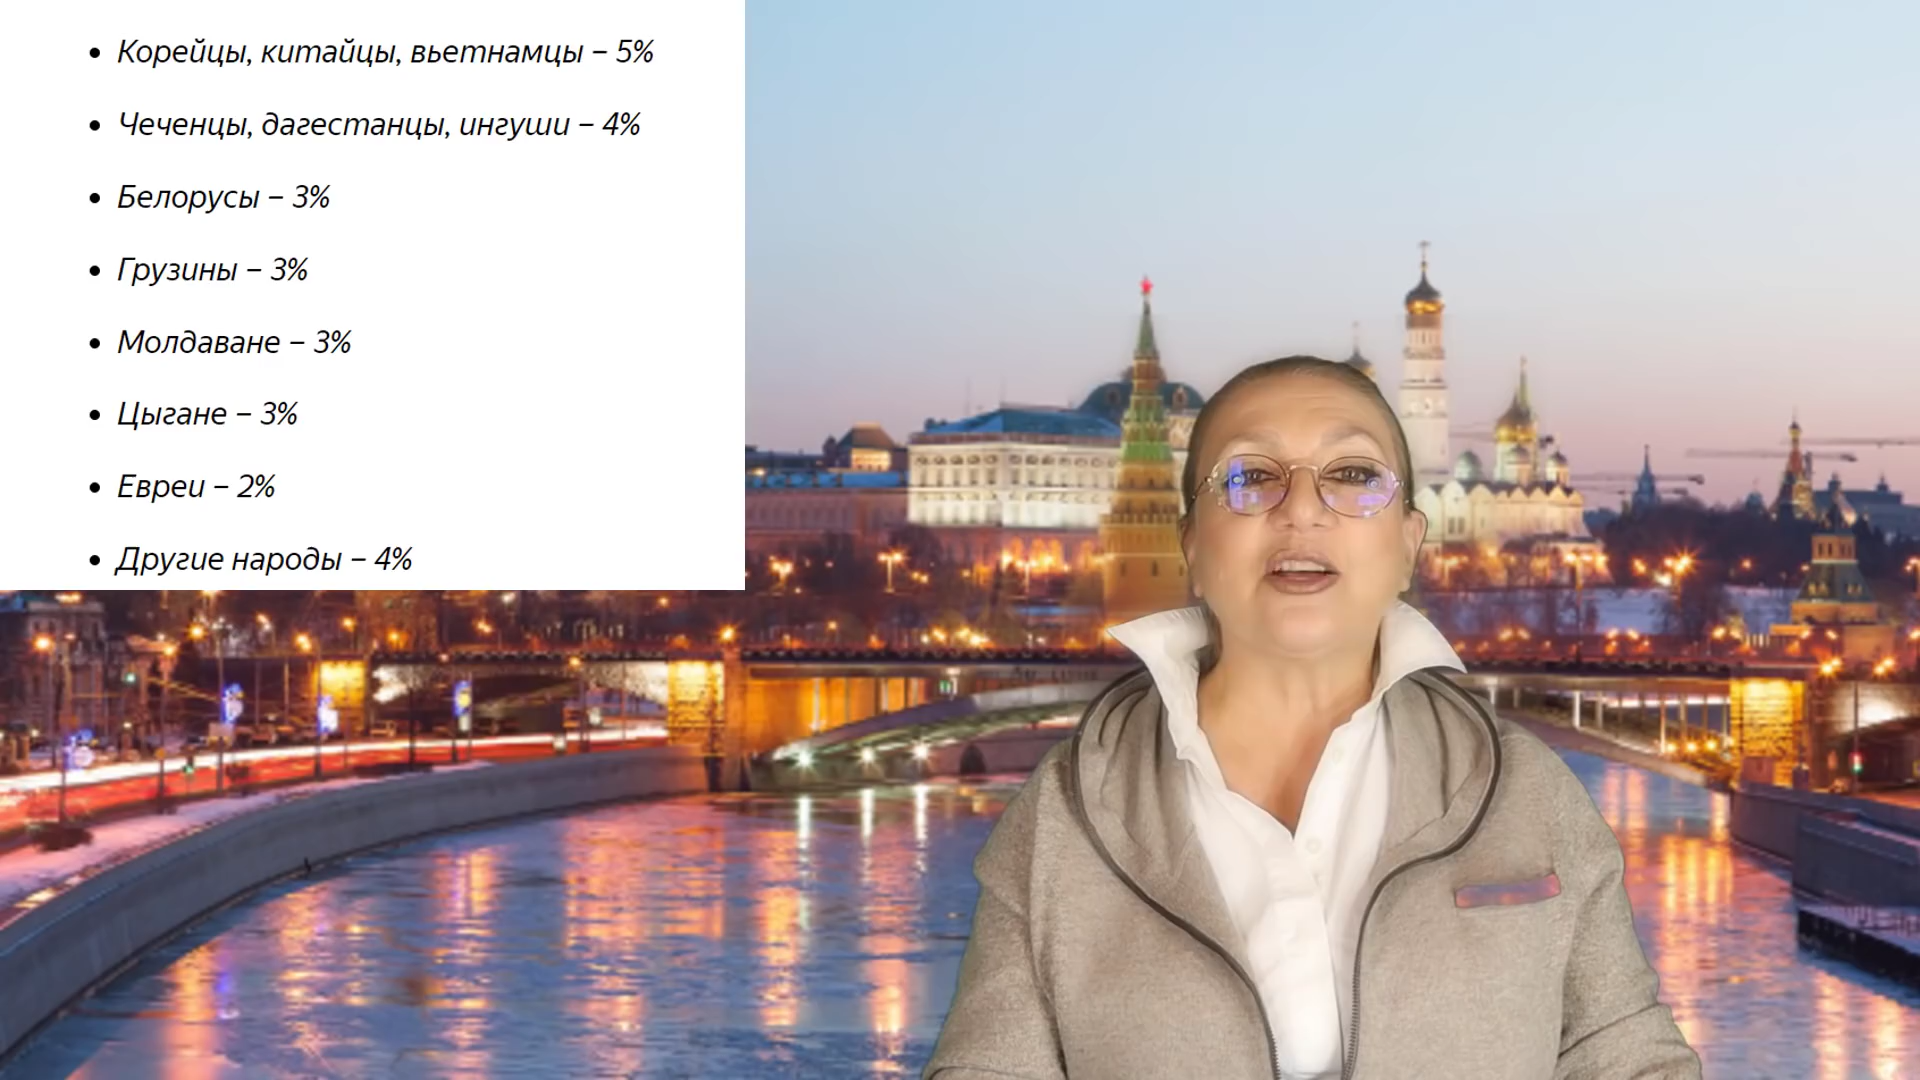 • Корейцы, китайцы, вьетнамцы – 5%
• Чеченцы, дагестанцы, ингуши – 4%
• Белорусы – 3%
• Грузины – 3%
• Молдаване – 3%
• Цыгане – 3%
• Евреи – 2%
• Другие народы – 4%